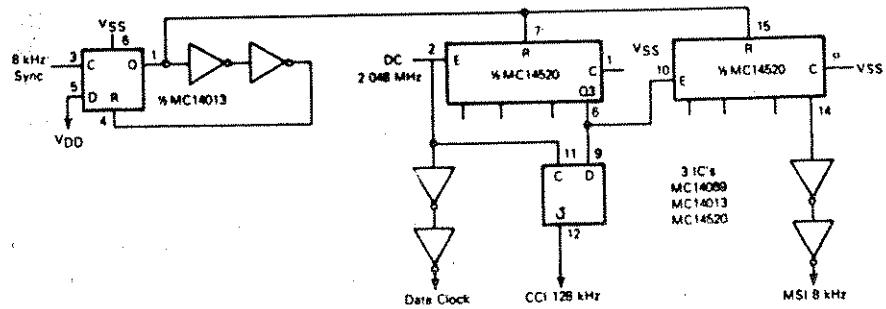 VSS
6
8 kHz
Sync
3
C
Q
1
5
D
R
4
VDD
½ MC14013
7
R
DC
2 048 MHz
2
E
½ MC14520
C
1
Q3
6
VSS
15
R
10
E
½ MC14520
C
9
VSS
14
11
9
C
D
12
3 IC's
MC14069
MC14013
MC14520
Data Clock
CCI 128 kHz
MSI 8 kHz